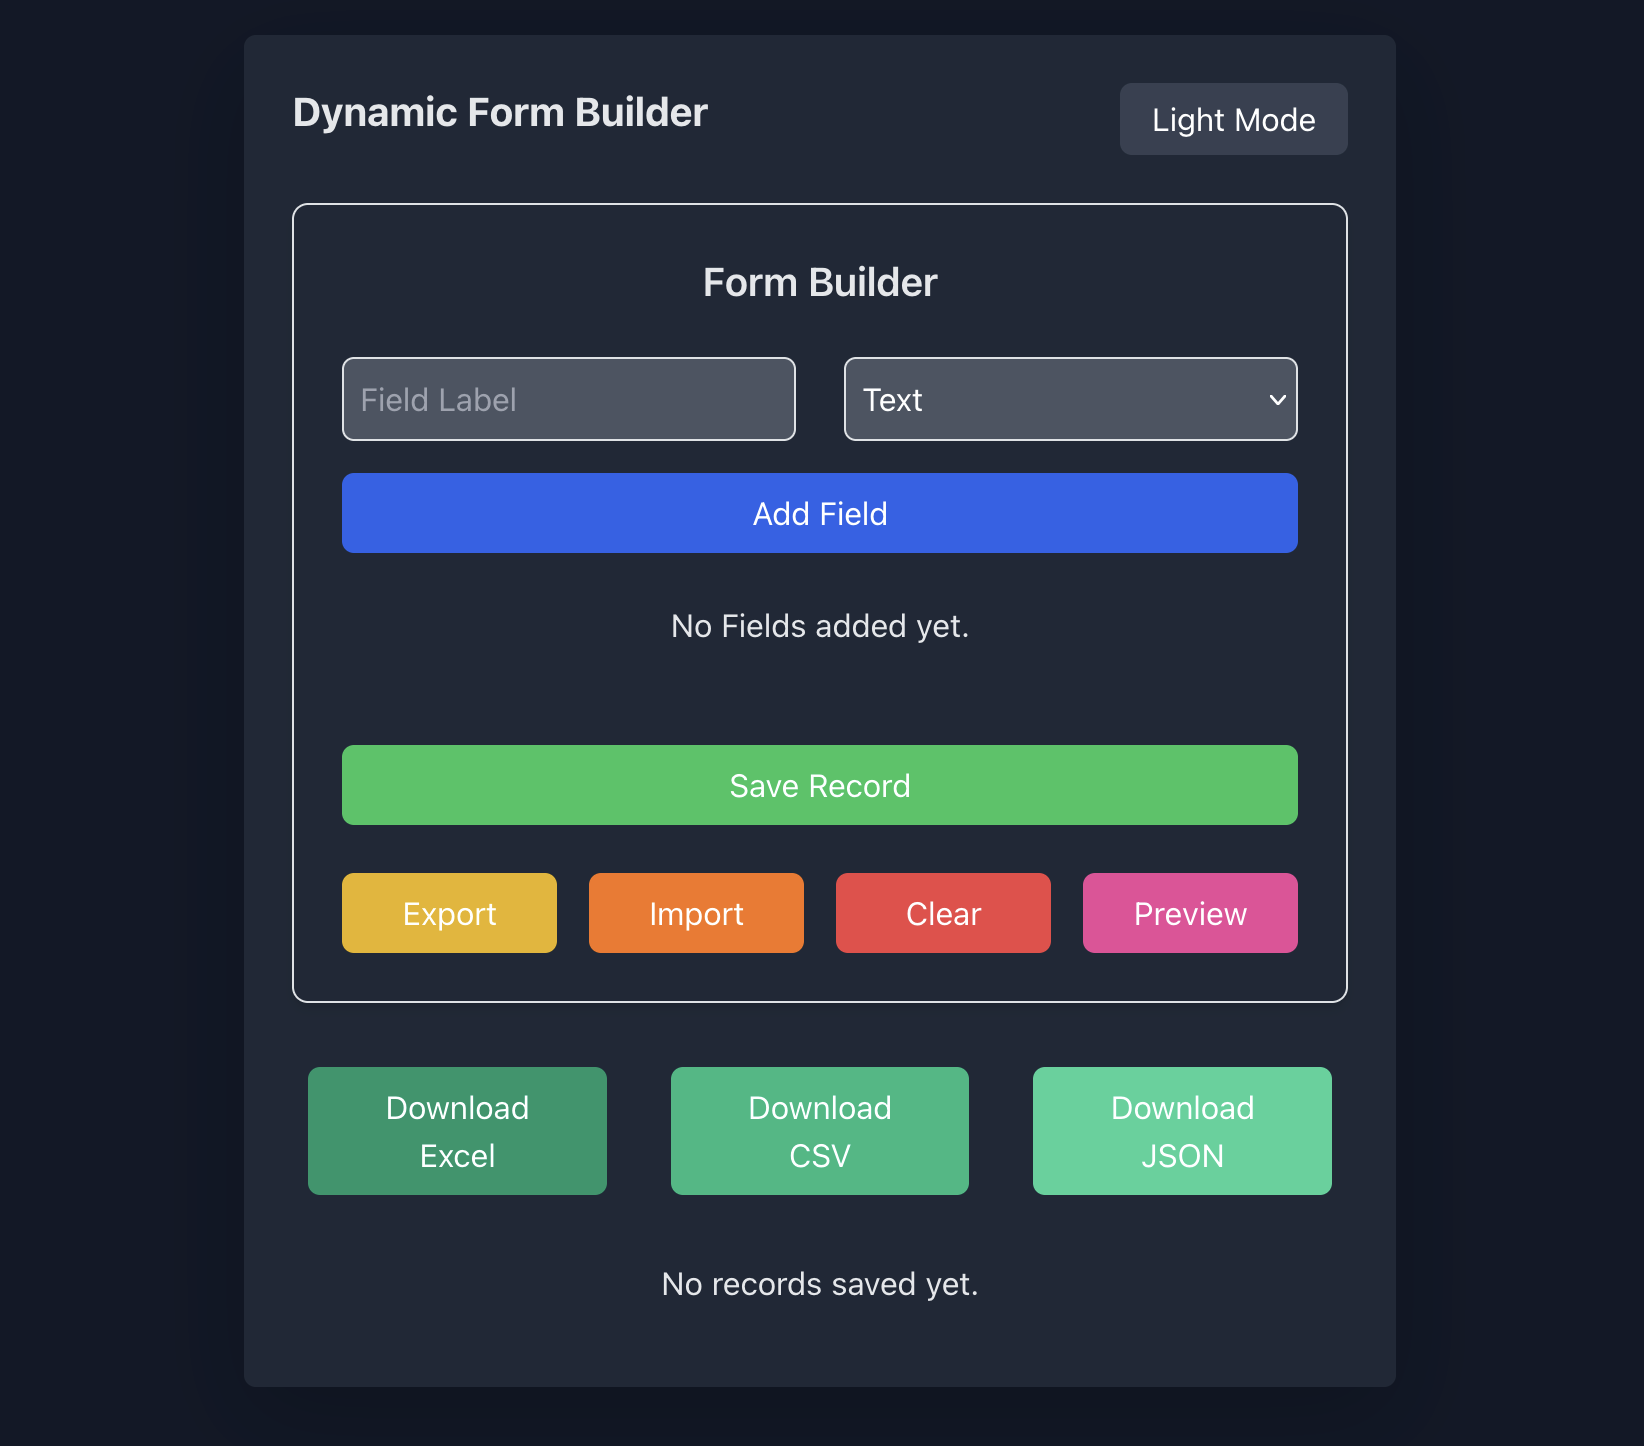 Dynamic Form Builder
Light Mode
Form Builder
Field Label
Text
Add Field
No Fields added yet.
Save Record
Export
Import
Clear
Preview
Download
Excel
Download
CSV
Download
JSON
No records saved yet.